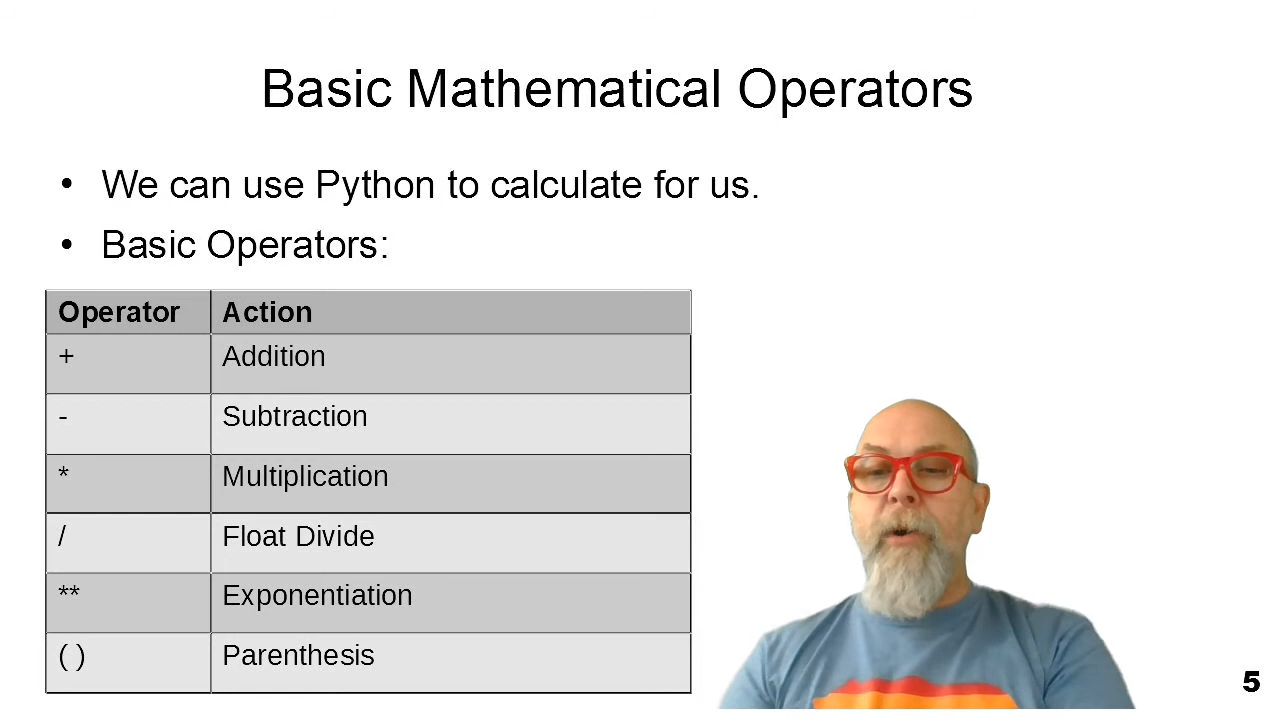 Basic Mathematical Operators
• We can use Python to calculate for us.
• Basic Operators:
Operator Action
+ Addition
- Subtraction
* Multiplication
/ Float Divide
** Exponentiation
( ) Parenthesis
5